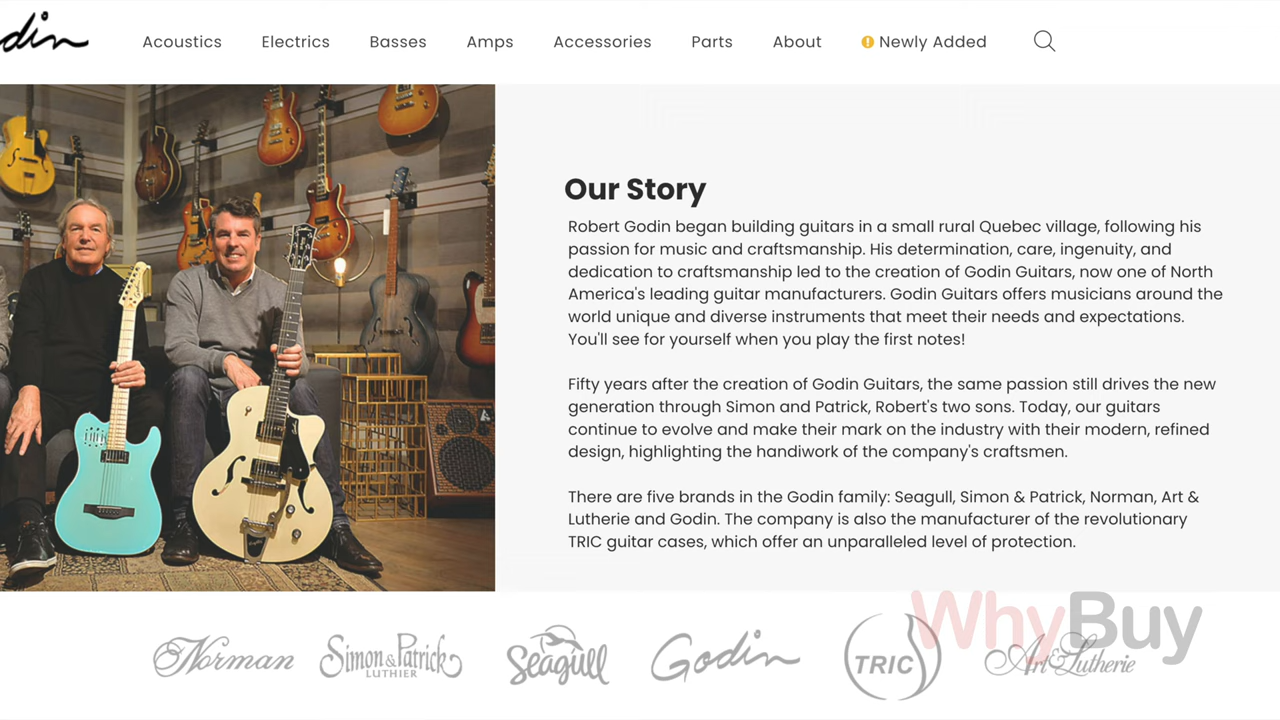 din
Acoustics Electrics Basses Amps Accessories Parts About Newly Added
Our Story
Robert Godin began building guitars in a small rural Quebec village, following his
passion for music and craftsmanship. His determination, care, ingenuity, and
dedication to craftsmanship led to the creation of Godin Guitars, now one of North
America's leading guitar manufacturers. Godin Guitars offers musicians around the
world unique and diverse instruments that meet their needs and expectations.
You'll see for yourself when you play the first notes!
Fifty years after the creation of Godin Guitars, the same passion still drives the new
generation through Simon and Patrick, Robert's two sons. Today, our guitars
continue to evolve and make their mark on the industry with their modern, refined
design, highlighting the handiwork of the company's craftsmen.
There are five brands in the Godin family: Seagull, Simon & Patrick, Norman, Art &
Lutherie and Godin. The company is also the manufacturer of the revolutionary
TRIC guitar cases, which offer an unparalleled level of protection.
WhyBuy
Norman Simon & Patrick LUTHIER Seagull Godin TRIC Art & Lutherie